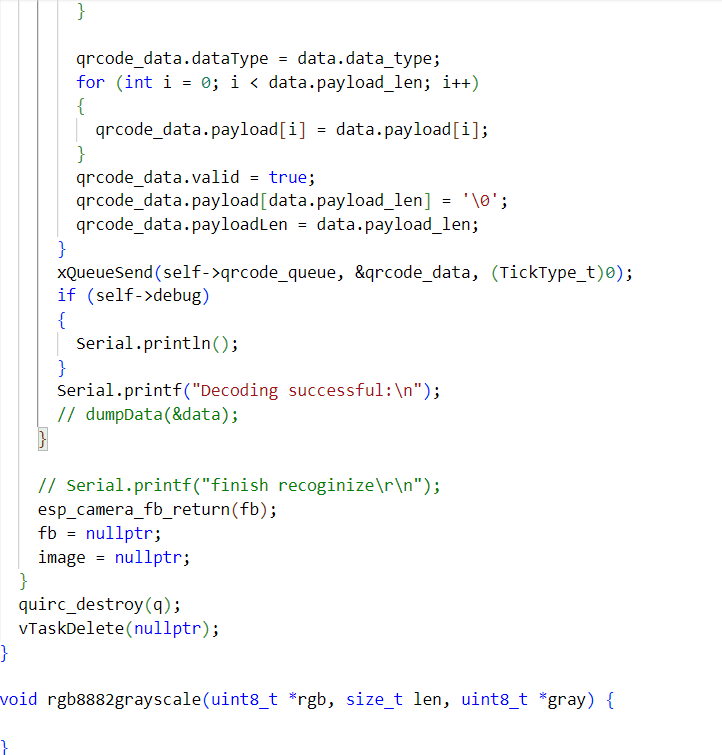 }
qrcode_data.dataType = data.data_type;
for (int i = 0; i < data.payload_len; i++)
{
qrcode_data.payload[i] = data.payload[i];
}
qrcode_data.valid = true;
qrcode_data.payload[data.payload_len] = '\0';
qrcode_data.payloadLen = data.payload_len;
}
xQueueSend(self->qrcode_queue, &qrcode_data, (TickType_t)0);
if (self->debug)
{
Serial.println();
}
Serial.printf("Decoding successful:\n");
// dumpData(&data);
}
// Serial.printf("finish recoginize\r\n");
esp_camera_fb_return(fb);
fb = nullptr;
image = nullptr;
}
quirc_destroy(q);
vTaskDelete(nullptr);
}
void rgb8882grayscale(uint8_t *rgb, size_t len, uint8_t *gray) {
}